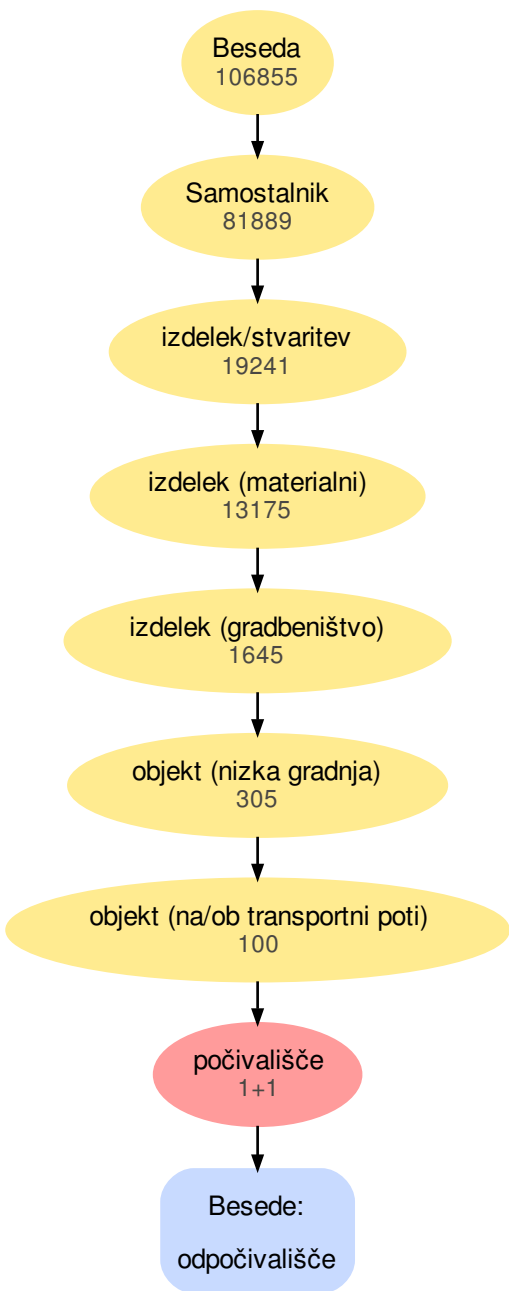 Beseda
106855
Samostalnik
81889
izdelek/stvaritev
19241
izdelek (materialni)
13175
izdelek (gradbeništvo)
1645
objekt (nizka gradnja)
305
objekt (na/ob transportni poti)
100
počivališče
1+1
Besede:
odpočivališče